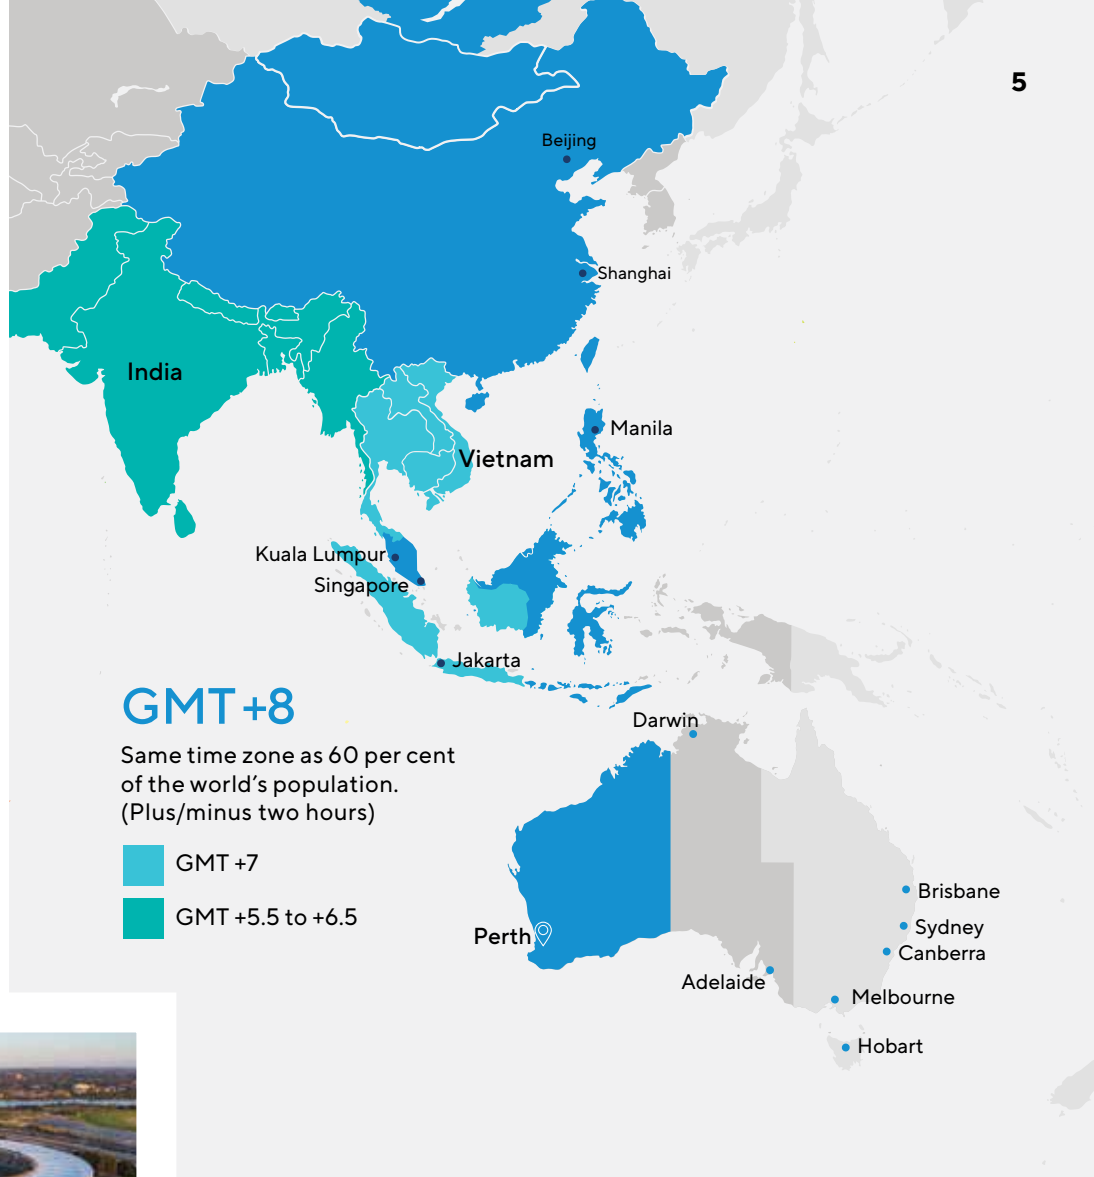 5
Beijing
Shanghai
India
Manila
Vietnam
Kuala Lumpur
Singapore
Jakarta
GMT +8
Same time zone as 60 per cent
of the world’s population.
(Plus/minus two hours)
GMT +7
GMT +5.5 to +6.5
Darwin
Brisbane
Sydney
Perth
Canberra
Adelaide
Melbourne
Hobart